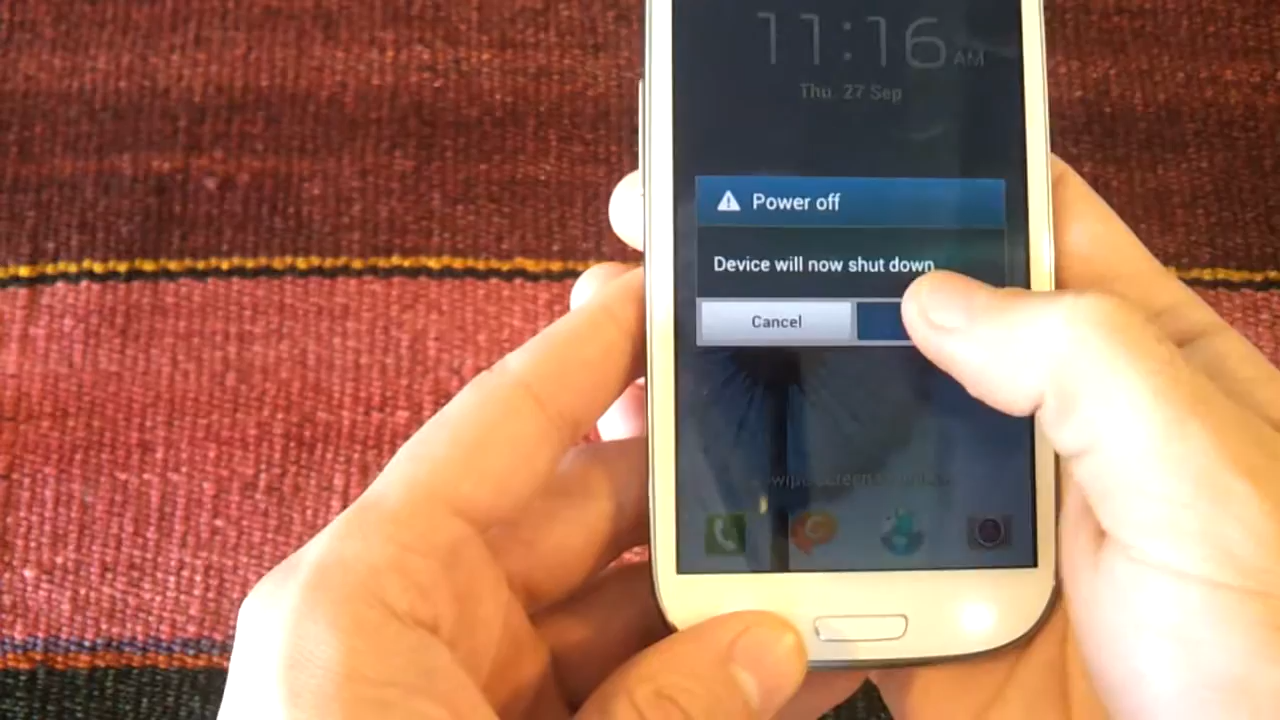 11:16 AM
Thu, 27 Sep
Power off
Device will now shut down.
Cancel